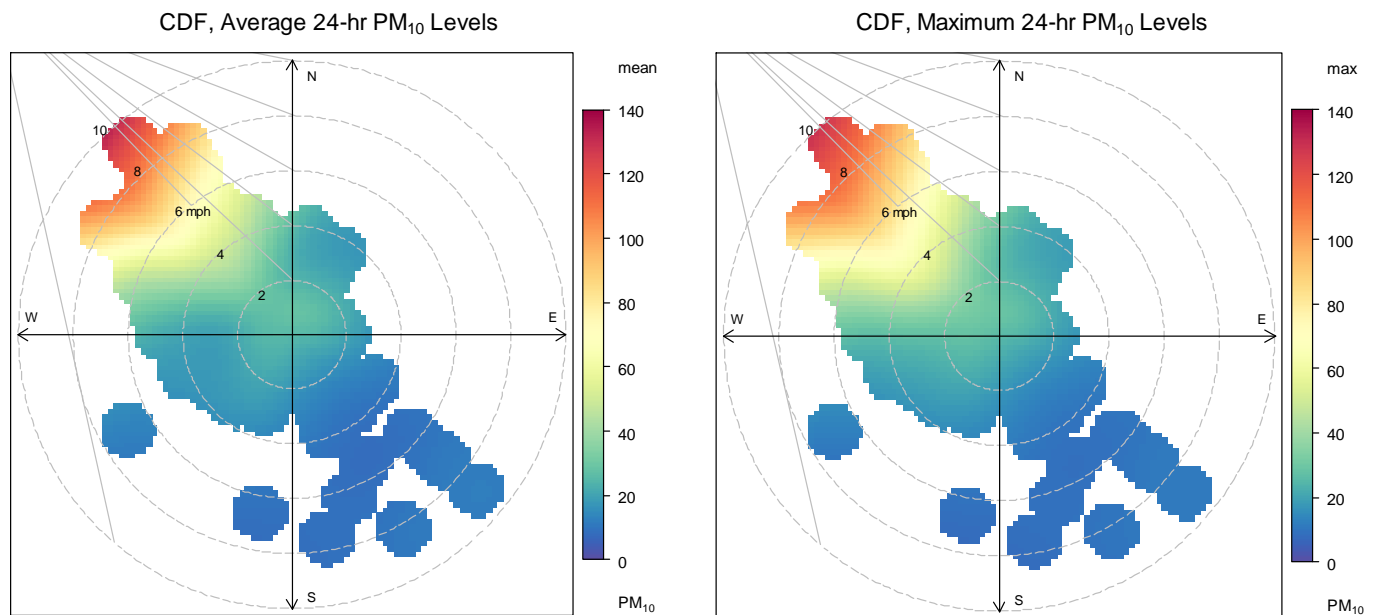 CDF, Average 24-hr PM₁₀ Levels
mean
N
140
120
100
80
60
40
20
0
PM₁₀
10
8
6 mph
4
2
W
E
S
CDF, Maximum 24-hr PM₁₀ Levels
max
N
140
120
100
80
60
40
20
0
PM₁₀
10
8
6 mph
4
2
W
E
S